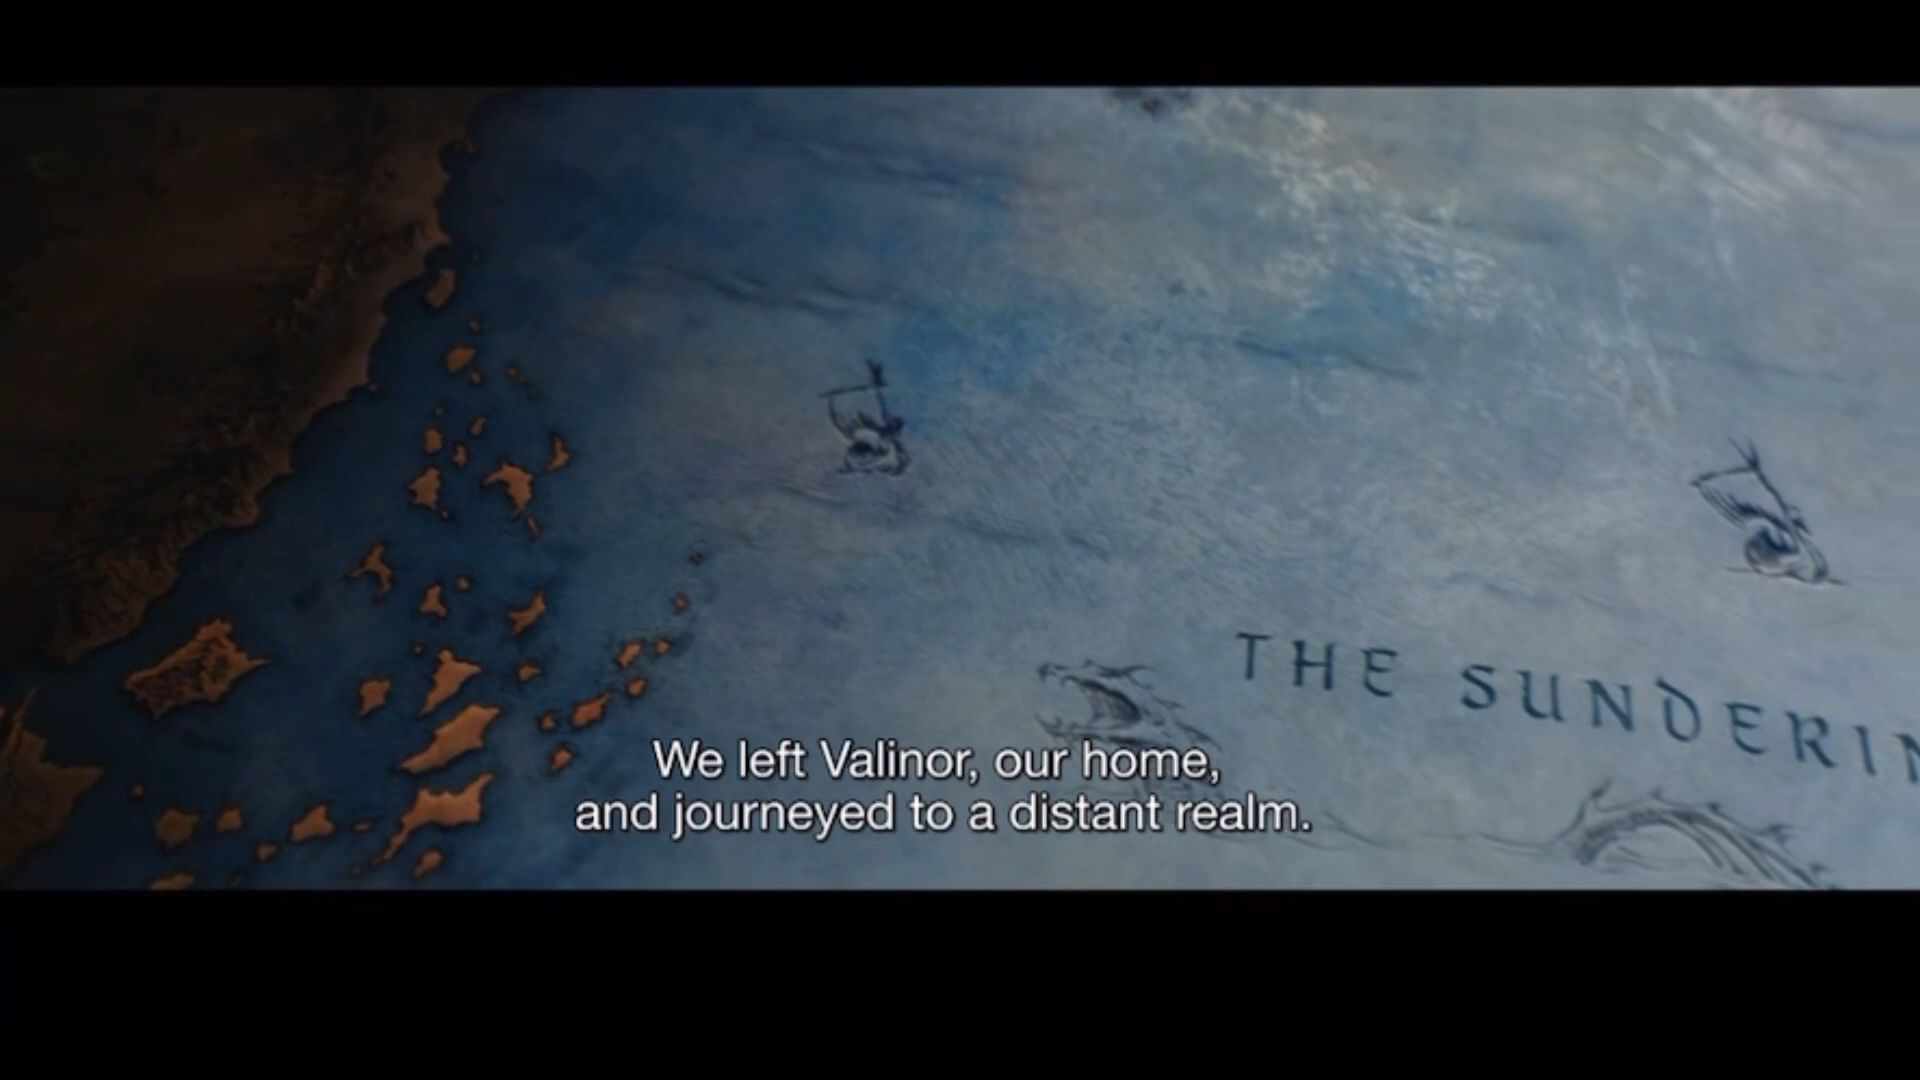 THE SUNDERIN
We left Valinor, our home,
and journeyed to a distant realm.